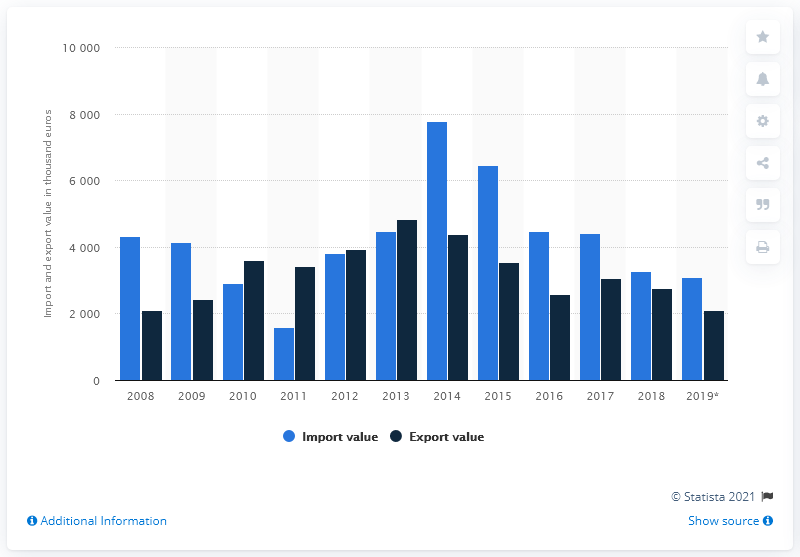 10 000
8 000
6 000
4 000
2 000
0
Import and export value in thousand euros
2008 2009 2010 2011 2012 2013 2014 2015 2016 2017 2018 2019*
Import value Export value
© Statista 2021
Additional Information
Show source